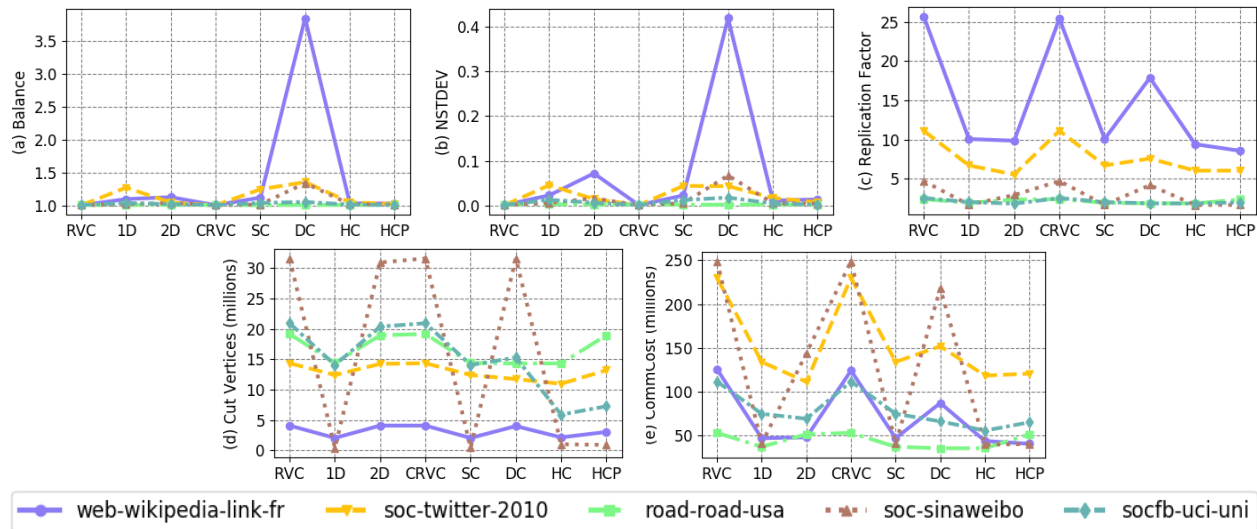 3.5
3.0
2.5
2.0
1.5
1.0
(a) Balance
RVC 1D 2D CRVC SC DC HC HCP
0.4
0.2
0.0
(b) NSTDEV
RVC 1D 2D CRVC SC DC HC HCP
25
20
15
10
5
(c) Replication Factor
RVC 1D 2D CRVC SC DC HC HCP
30
25
20
15
10
5
0
(d) Cut Vertices (millions)
RVC 1D 2D CRVC SC DC HC HCP
250
200
150
100
50
(e) CommCost (millions)
RVC 1D 2D CRVC SC DC HC HCP
web-wikipedia-link-fr soc-twitter-2010 road-road-usa soc-sinaweibo socfb-uci-uni